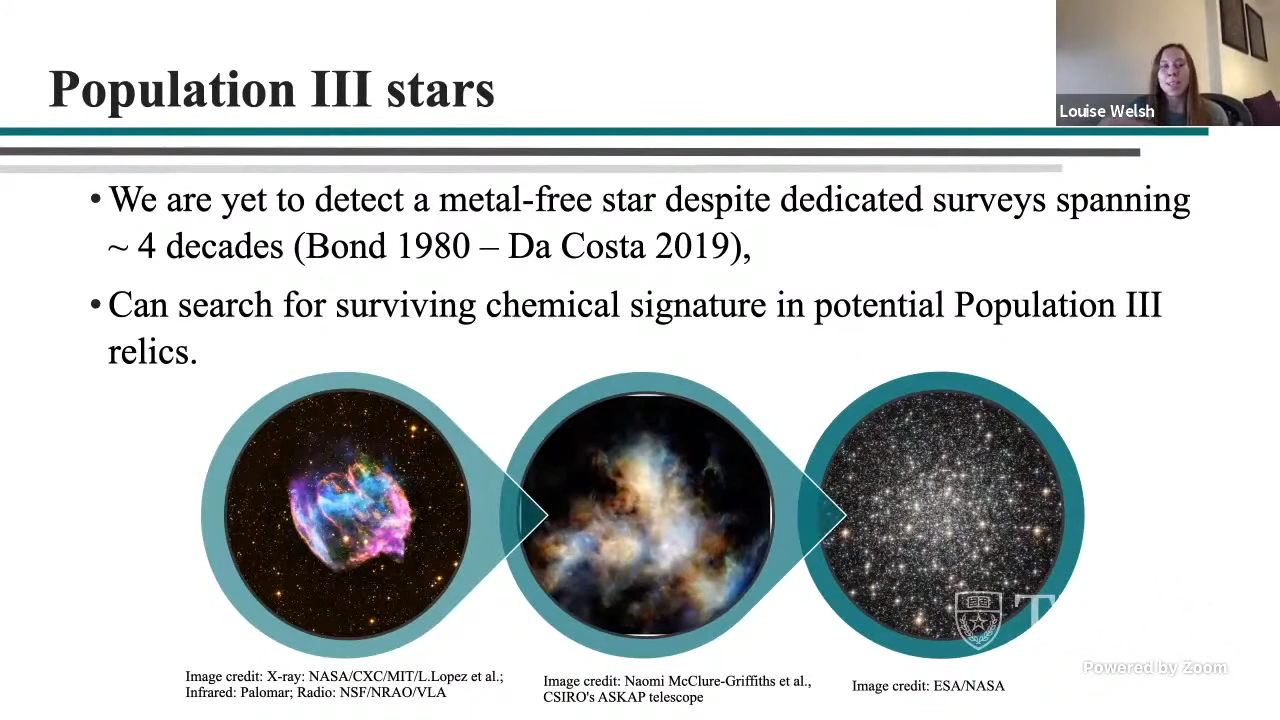 Population III stars
Louise Welsh
• We are yet to detect a metal-free star despite dedicated surveys spanning
~ 4 decades (Bond 1980 – Da Costa 2019),
• Can search for surviving chemical signature in potential Population III
relics.
Image credit: X-ray: NASA/CXC/MIT/L.Lopez et al.;
Infrared: Palomar; Radio: NSF/NRAO/VLA
Image credit: Naomi McClure-Griffiths et al.,
CSIRO's ASKAP telescope
Image credit: ESA/NASA
Powered by Zoom